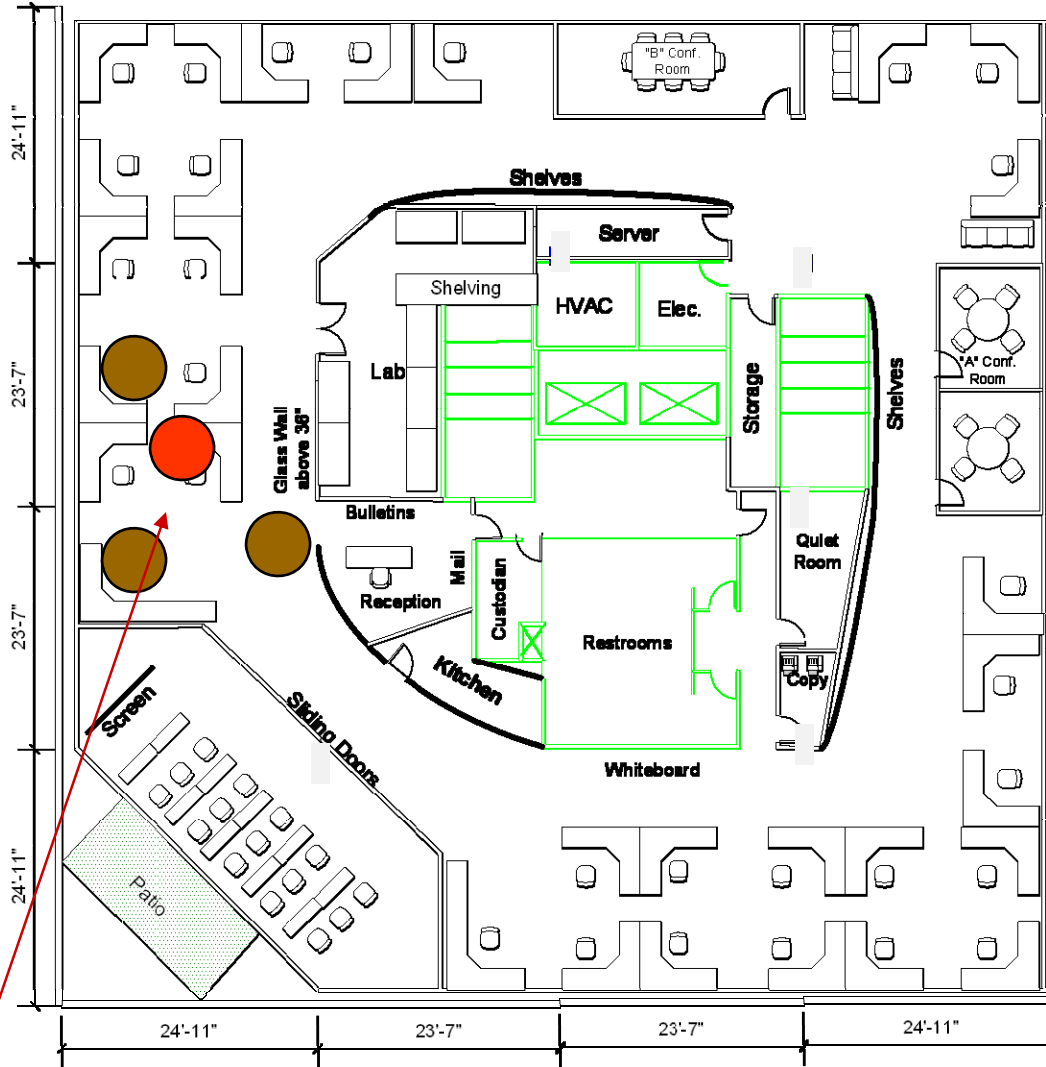 "B" Conf.
Room
24'-11"
Shelves
Server
Shelving
HVAC
Elec.
23'-7"
Lab
Storage
Shelves
"A" Conf.
Room
Glass Wall
above 36"
Bulletins
Quiet
Room
Mail
Custodian
Reception
23'-7"
Restrooms
Kitchen
Copy
Screen
Sliding Doors
Whiteboard
24'-11"
Patio
24'-11"
23'-7"
23'-7"
24'-11"